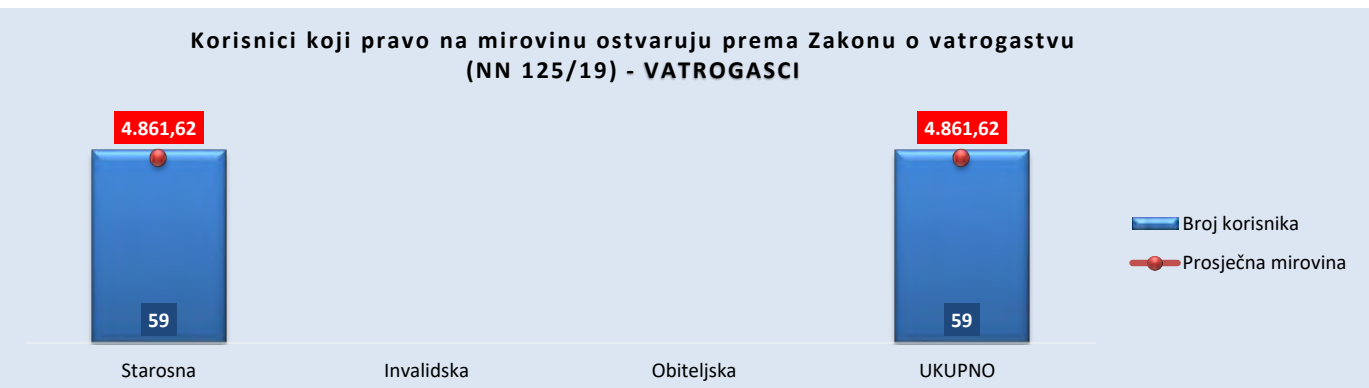 Korisnici koji pravo na mirovinu ostvaruju prema Zakonu o vatrogastvu
(NN 125/19) - VATROGASCI
4.861,62
4.861,62
59
59
Starosna
Invalidska
Obiteljska
UKUPNO
Broj korisnika
Prosječna mirovina